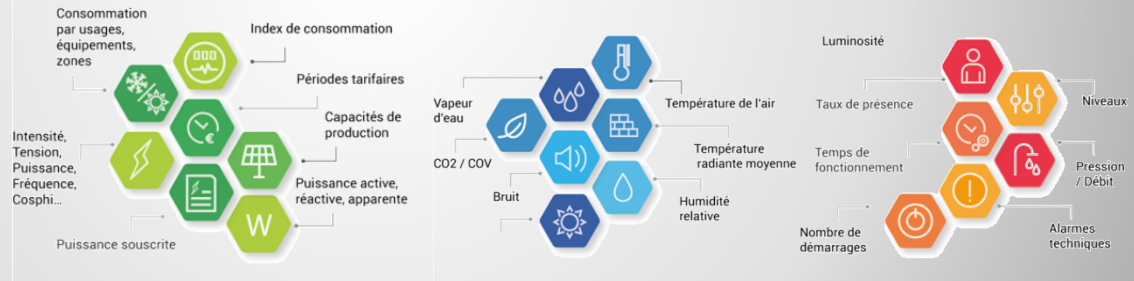 Consommation
par usages,
équipements,
zones
Index de consommation
Périodes tarifaires
Capacités de
production
Intensité,
Tension,
Puissance,
Fréquence,
Cosphi...
Puissance active,
réactive, apparente
Puissance souscrite
W
€
Vapeur
d'eau
Température de l'air
CO2 / COV
Température
radiante moyenne
Bruit
Humidité
relative
Luminosité
Taux de présence
Niveaux
Temps de
fonctionnement
Pression
/ Débit
Nombre de
démarrages
Alarmes
techniques